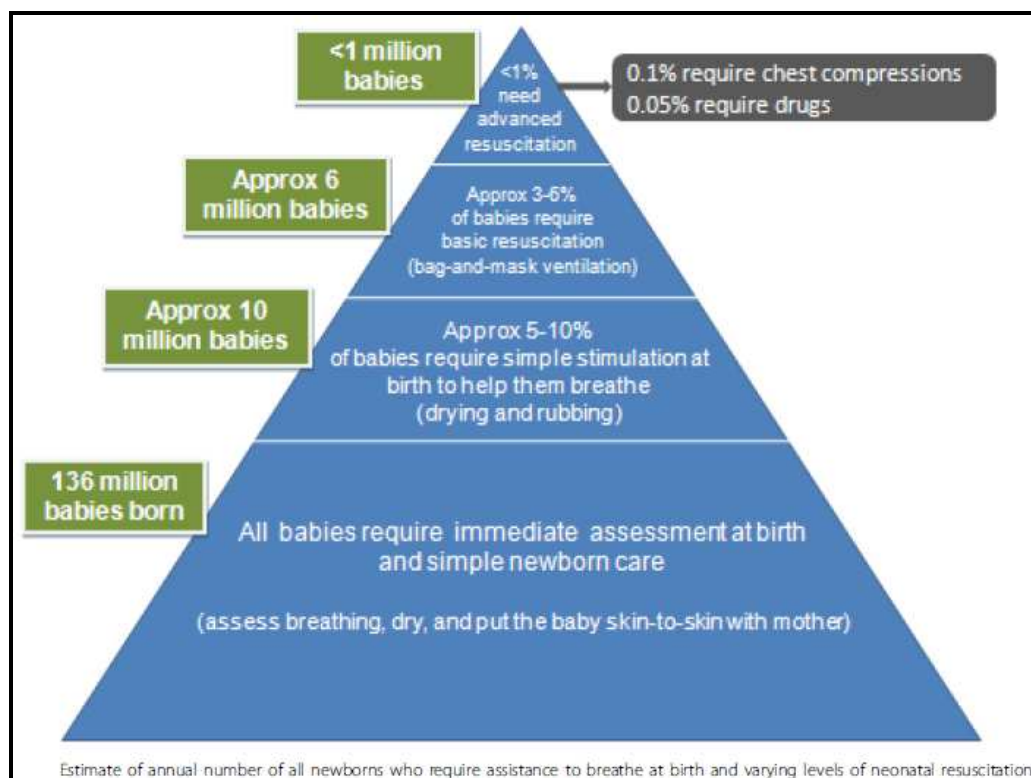 <1 million
babies
<1%
need
advanced
resuscitation
0.1% require chest compressions
0.05% require drugs
Approx 6
million babies
Approx 3-6%
of babies require
basic resuscitation
(bag-and-mask ventilation)
Approx 10
million babies
Approx 5-10%
of babies require simple stimulation at
birth to help them breathe
(drying and rubbing)
136 million
babies born
All babies require immediate assessment at birth
and simple newborn care
(assess breathing, dry, and put the baby skin-to-skin with mother)
Estimate of annual number of all newborns who require assistance to breathe at birth and varying levels of neonatal resuscitation